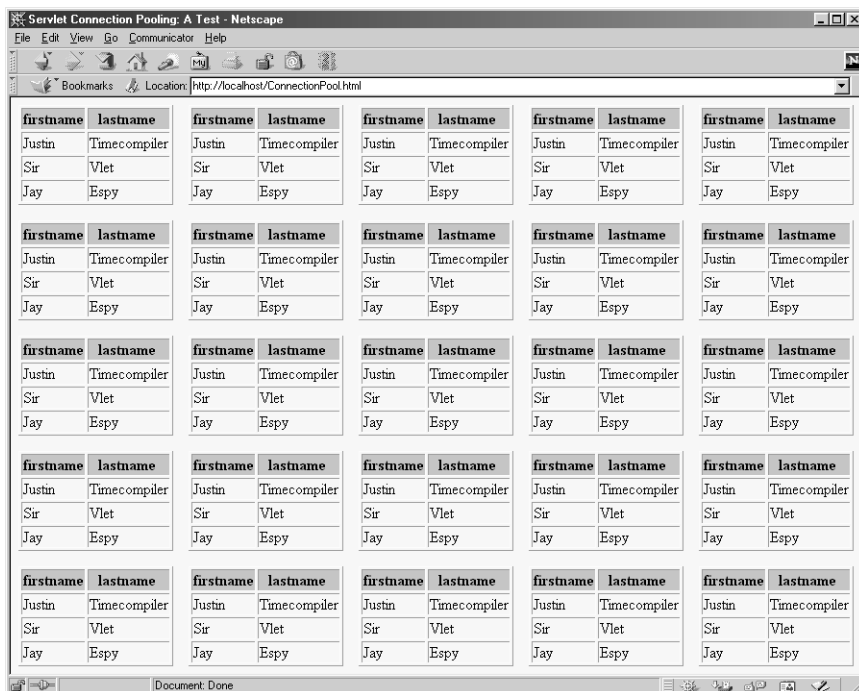 Servlet Connection Pooling: A Test - Netscape
File Edit View Go Communicator Help
My N
Bookmarks Location: http://localhost/ConnectionPool.html
firstname lastname firstname lastname firstname lastname firstname lastname firstname lastname
Justin Timecompiler Justin Timecompiler Justin Timecompiler Justin Timecompiler Justin Timecompiler
Sir Vlet Sir Vlet Sir Vlet Sir Vlet Sir Vlet
Jay Espy Jay Espy Jay Espy Jay Espy Jay Espy
firstname lastname firstname lastname firstname lastname firstname lastname firstname lastname
Justin Timecompiler Justin Timecompiler Justin Timecompiler Justin Timecompiler Justin Timecompiler
Sir Vlet Sir Vlet Sir Vlet Sir Vlet Sir Vlet
Jay Espy Jay Espy Jay Espy Jay Espy Jay Espy
firstname lastname firstname lastname firstname lastname firstname lastname firstname lastname
Justin Timecompiler Justin Timecompiler Justin Timecompiler Justin Timecompiler Justin Timecompiler
Sir Vlet Sir Vlet Sir Vlet Sir Vlet Sir Vlet
Jay Espy Jay Espy Jay Espy Jay Espy Jay Espy
firstname lastname firstname lastname firstname lastname firstname lastname firstname lastname
Justin Timecompiler Justin Timecompiler Justin Timecompiler Justin Timecompiler Justin Timecompiler
Sir Vlet Sir Vlet Sir Vlet Sir Vlet Sir Vlet
Jay Espy Jay Espy Jay Espy Jay Espy Jay Espy
firstname lastname firstname lastname firstname lastname firstname lastname firstname lastname
Justin Timecompiler Justin Timecompiler Justin Timecompiler Justin Timecompiler Justin Timecompiler
Sir Vlet Sir Vlet Sir Vlet Sir Vlet Sir Vlet
Jay Espy Jay Espy Jay Espy Jay Espy Jay Espy
Document: Done